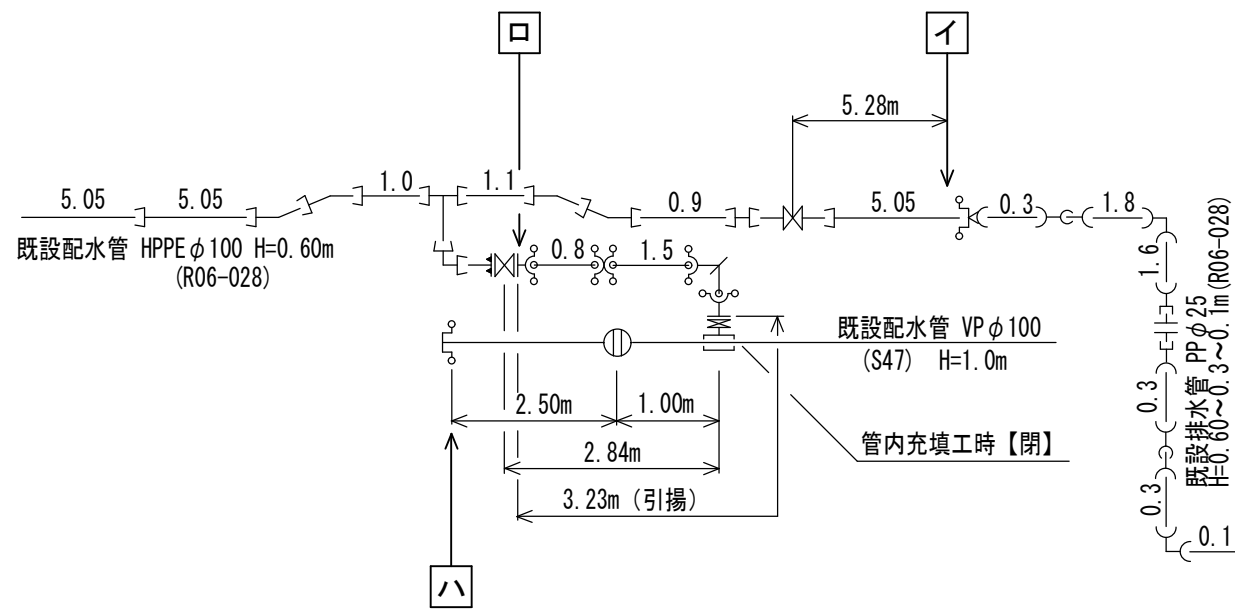 ロ
イ
5.28m
5.05
5.05
1.0
1.1
0.9
5.05
0.3
1.8
既設配水管 HPPEφ100 H=0.60m
(R06-028)
0.8
1.5
1.6
既設配水管 VPφ100
(S47) H=1.0m
既設排水管 PPφ25
H=0.60～0.3～0.1m(R06-028)
0.3
2.50m
1.00m
管内充填工時【閉】
2.84m
3.23m (引揚)
0.3
0.1
ハ